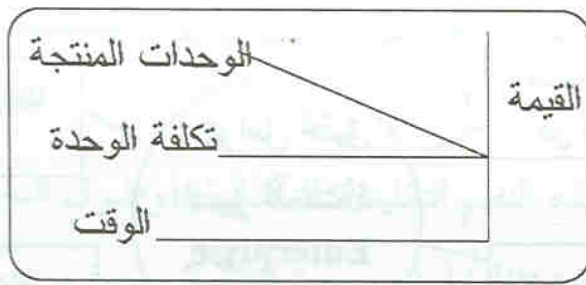 الوحدات المنتجة
القيمة
تكلفة الوحدة
الوقت